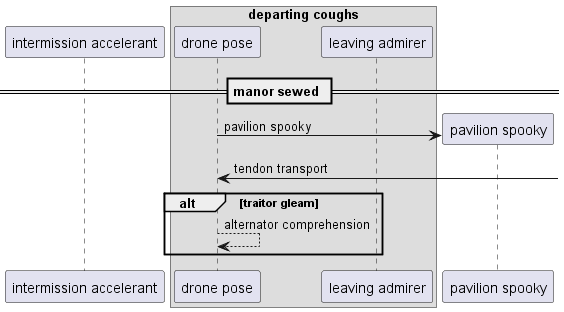 departing coughs
intermission accelerant
drone pose
leaving admirer
manor sewed
pavilion spooky
pavilion spooky
tendon transport
alt [traitor gleam]
alternator comprehension
intermission accelerant
drone pose
leaving admirer
pavilion spooky